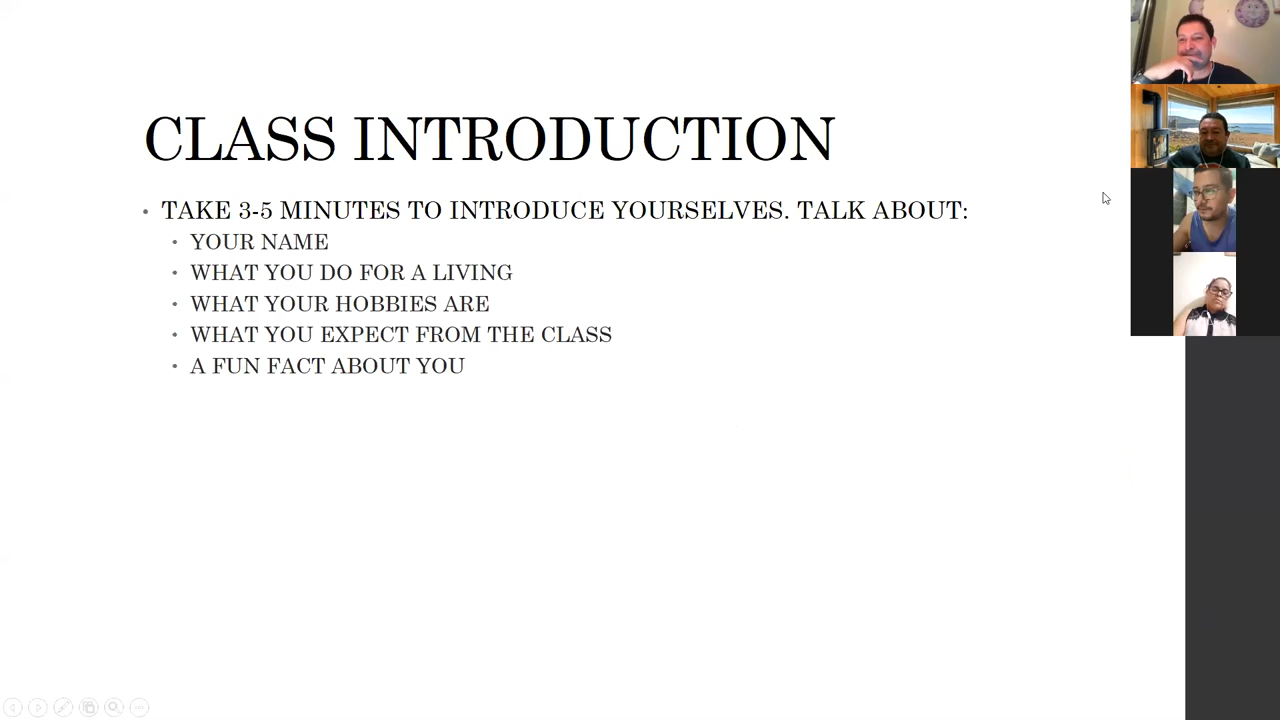 CLASS INTRODUCTION
• TAKE 3-5 MINUTES TO INTRODUCE YOURSELVES. TALK ABOUT:
• YOUR NAME
• WHAT YOU DO FOR A LIVING
• WHAT YOUR HOBBIES ARE
• WHAT YOU EXPECT FROM THE CLASS
• A FUN FACT ABOUT YOU